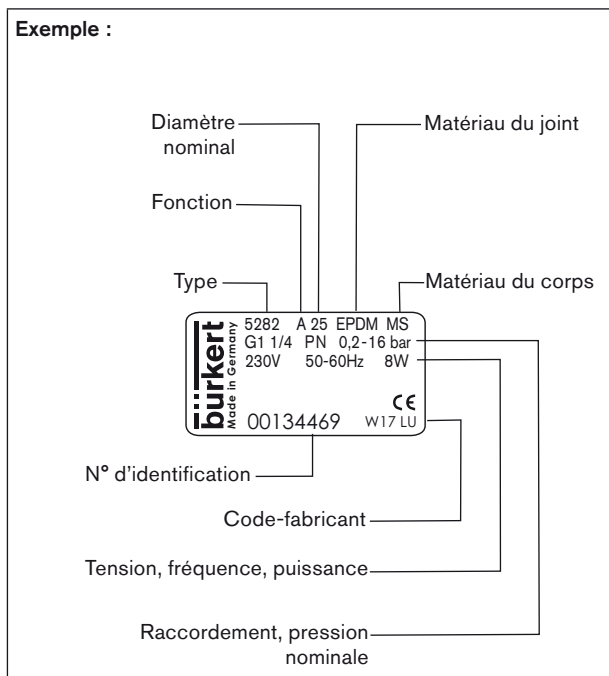 Exemple :
Diamètre
nominal
Matériau du joint
Fonction
Type
Matériau du corps
bürkert
Made in Germany
5282 A 25 EPDM MS
G1 1/4 PN 0,2-16 bar
230V 50-60Hz 8W
CE
00134469 W17 LU
N° d'identification
Code-fabricant
Tension, fréquence, puissance
Raccordement, pression
nominale